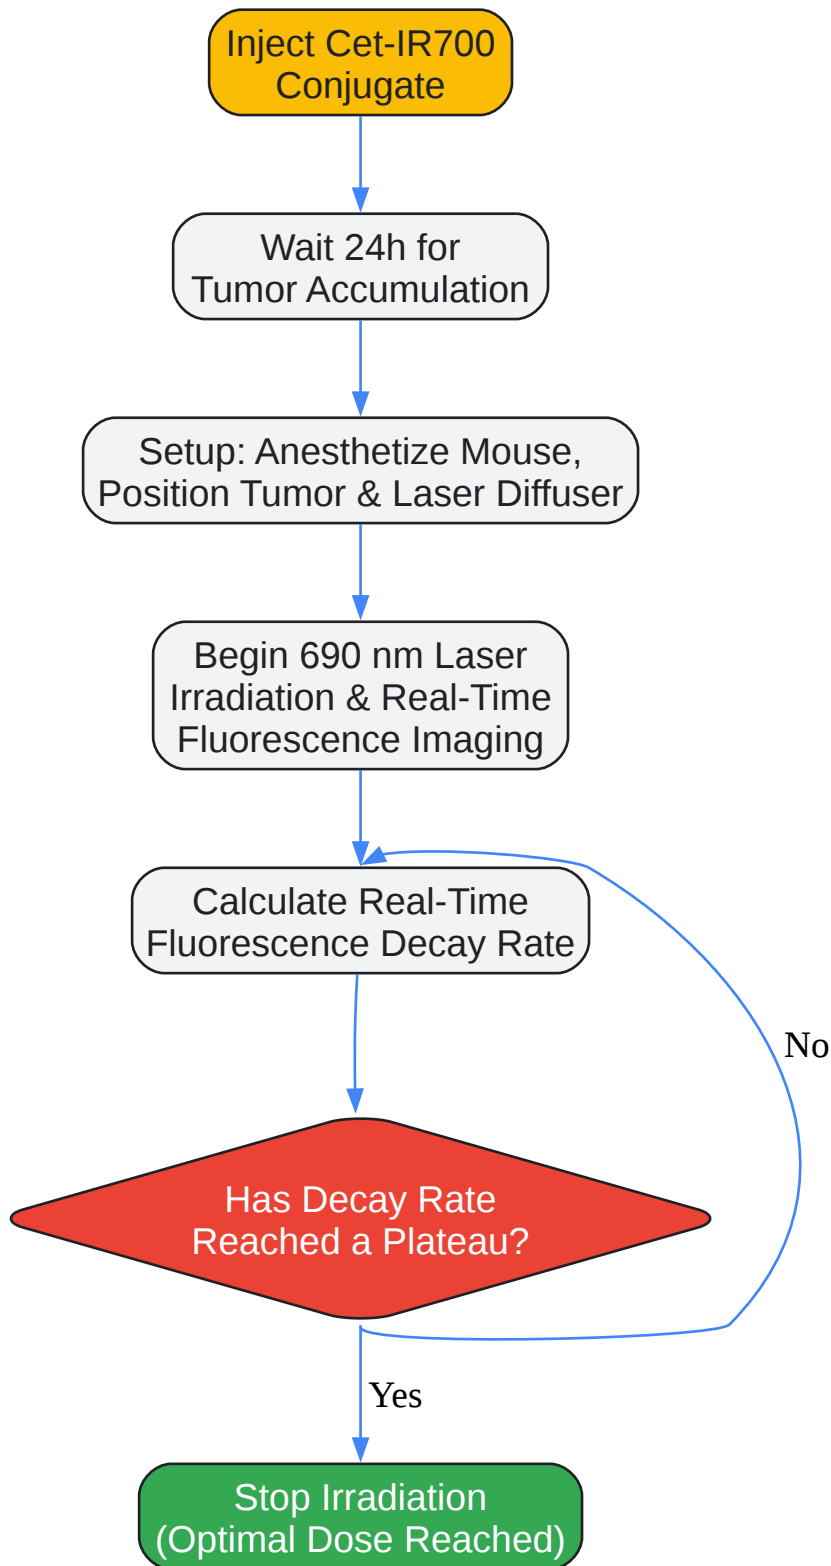 Inject Cet-IR700
Conjugate
Wait 24h for
Tumor Accumulation
Setup: Anesthetize Mouse,
Position Tumor & Laser Diffuser
Begin 690 nm Laser
Irradiation & Real-Time
Fluorescence Imaging
Calculate Real-Time
Fluorescence Decay Rate
No
Has Decay Rate
Reached a Plateau?
Yes
Stop Irradiation
(Optimal Dose Reached)